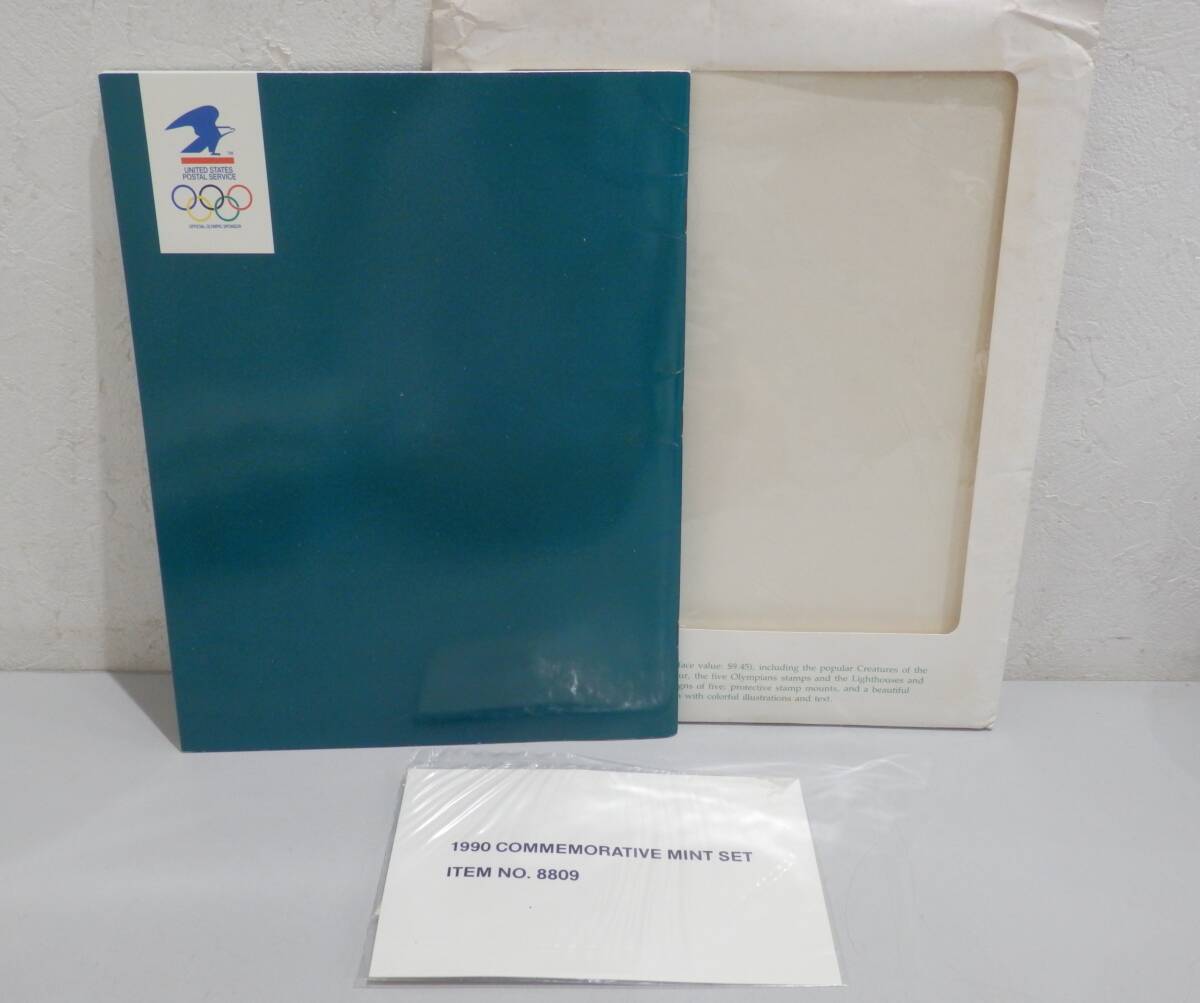 UNITED STATES
POSTAL SERVICE
OFFICIAL OLYMPIC SPONSOR
face value: $9.45), including the popular Creatures of the
the five Olympians stamps and the Lighthouses and
of five; protective stamp mounts, and a beautiful
with colorful illustrations and text.
1990 COMMEMORATIVE MINT SET
ITEM NO. 8809